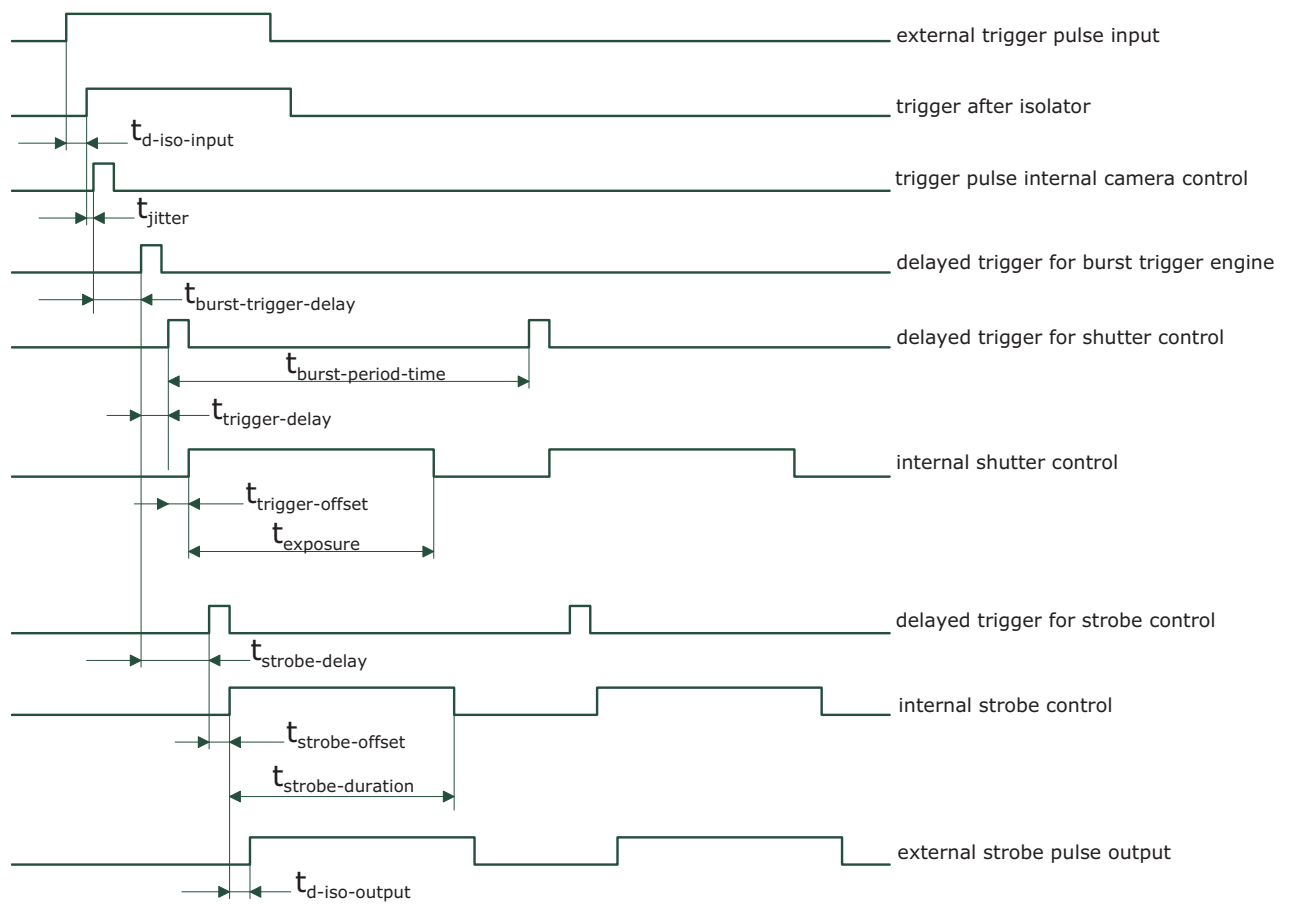 external trigger pulse input
trigger after isolator
td-iso-input
trigger pulse internal camera control
tjitter
delayed trigger for burst trigger engine
tburst-trigger-delay
delayed trigger for shutter control
tburst-period-time
ttrigger-delay
internal shutter control
ttrigger-offset
texposure
delayed trigger for strobe control
tstrobe-delay
internal strobe control
tstrobe-offset
tstrobe-duration
external strobe pulse output
td-iso-output